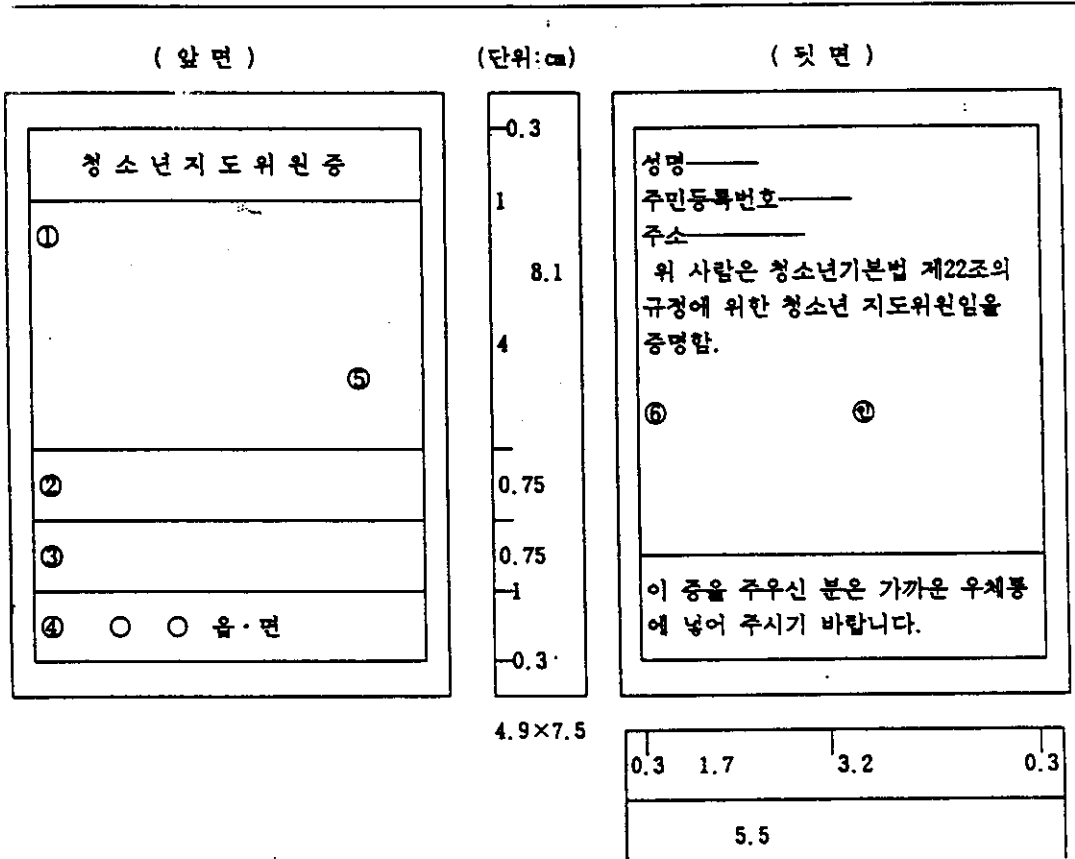 ( 앞 면 )
(단위:cm)
( 뒷 면 )
청 소 년 지 도 위 원 증
①
⑤
②
③
④ ○ ○ 읍·면
0.3
1
8.1
4
0.75
0.75
1
0.3
4.9×7.5
성명
주민등록번호
주소
위 사람은 청소년기본법 제22조의
규정에 위한 청소년 지도위원임을
증명함.
⑥ ㊞
이 증을 주우신 분은 가까운 우체통
에 넣어 주시기 바랍니다.
0.3 1.7 3.2 0.3
5.5